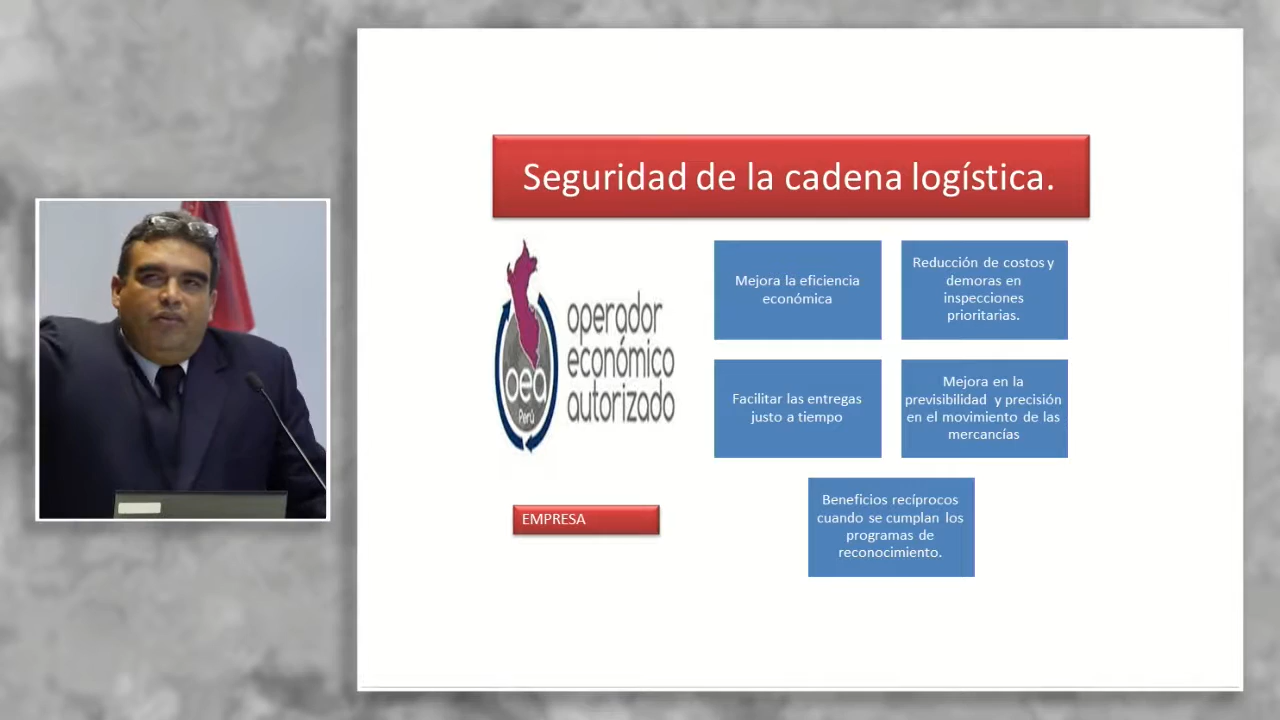 Seguridad de la cadena logística.
operador
económico
autorizado
oea
Perú
EMPRESA
Mejora la eficiencia
económica
Reducción de costos y
demoras en
inspecciones
prioritarias.
Facilitar las entregas
justo a tiempo
Mejora en la
previsibilidad y precisión
en el movimiento de las
mercancías
Beneficios recíprocos
cuando se cumplan los
programas de
reconocimiento.